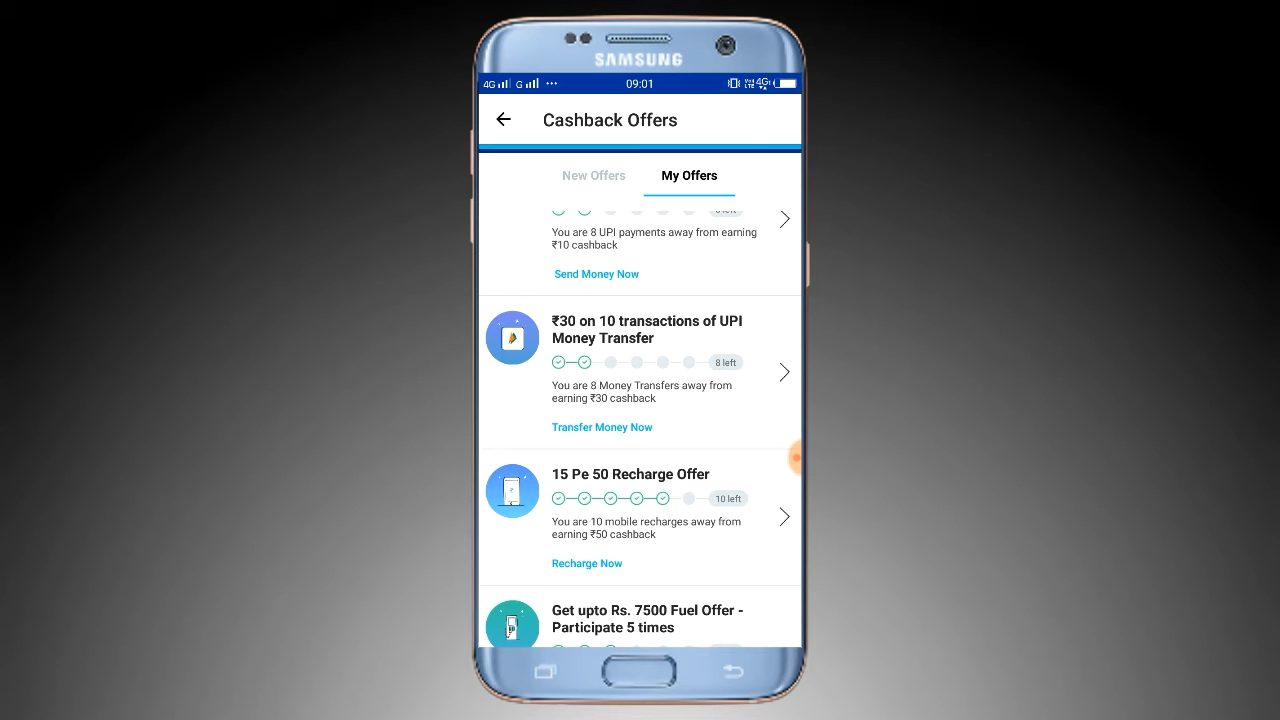 SAMSUNG
4G G 09:01 4G
Cashback Offers
New Offers My Offers
You are 8 UPI payments away from earning
₹10 cashback
Send Money Now
₹30 on 10 transactions of UPI
Money Transfer
8 left
You are 8 Money Transfers away from
earning ₹30 cashback
Transfer Money Now
15 Pe 50 Recharge Offer
10 left
You are 10 mobile recharges away from
earning ₹50 cashback
Recharge Now
Get upto Rs. 7500 Fuel Offer -
Participate 5 times